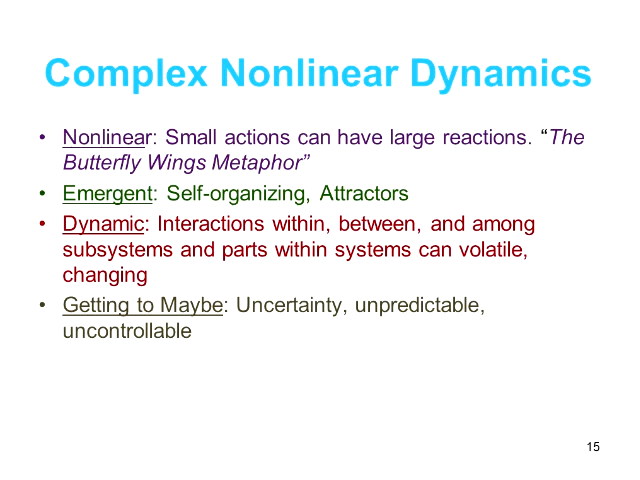 Complex Nonlinear Dynamics
• Nonlinear: Small actions can have large reactions. “The
Butterfly Wings Metaphor”
• Emergent: Self-organizing, Attractors
• Dynamic: Interactions within, between, and among
subsystems and parts within systems can volatile,
changing
• Getting to Maybe: Uncertainty, unpredictable,
uncontrollable
15